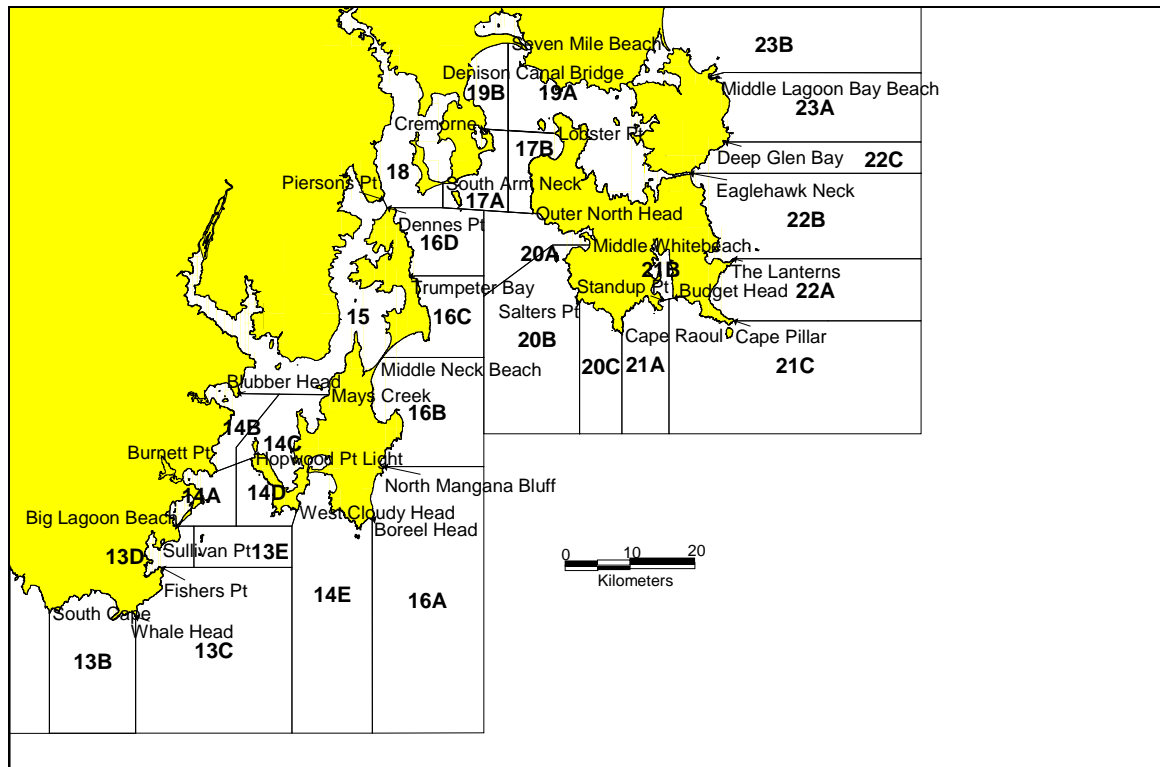 Seven Mile Beach
23B
Denison Canal Bridge
Middle Lagoon Bay Beach
19B
19A
23A
Cremorne
Lobster Pt
17B
Deep Glen Bay
22C
18
Piersons Pt
South Arm Neck
Eaglehawk Neck
17A
Outer North Head
22B
Dennes Pt
16D
20A
Middle Whitebeach
21B
The Lanterns
Trumpeter Bay
Standup Pt
Budget Head
22A
16C
15
Salters Pt
Cape Raoul
Cape Pillar
20B
20C
21A
21C
Middle Neck Beach
Blubber Head
Mays Creek
16B
14B
14C
Burnett Pt
Hopwood Pt Light
North Mangana Bluff
14A
14D
Big Lagoon Beach
West Cloudy Head
Boreel Head
13D
Sullivan Pt
13E
0 10 20
Kilometers
Fishers Pt
14E
16A
South Cape
Whale Head
13C
13B